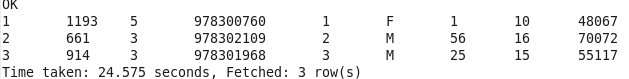 OK
1 1193 5 978300760 1 F 1 10 48067
2 661 3 978302109 2 M 56 16 70072
3 914 3 978301968 3 M 25 15 55117
Time taken: 24.575 seconds, Fetched: 3 row(s)